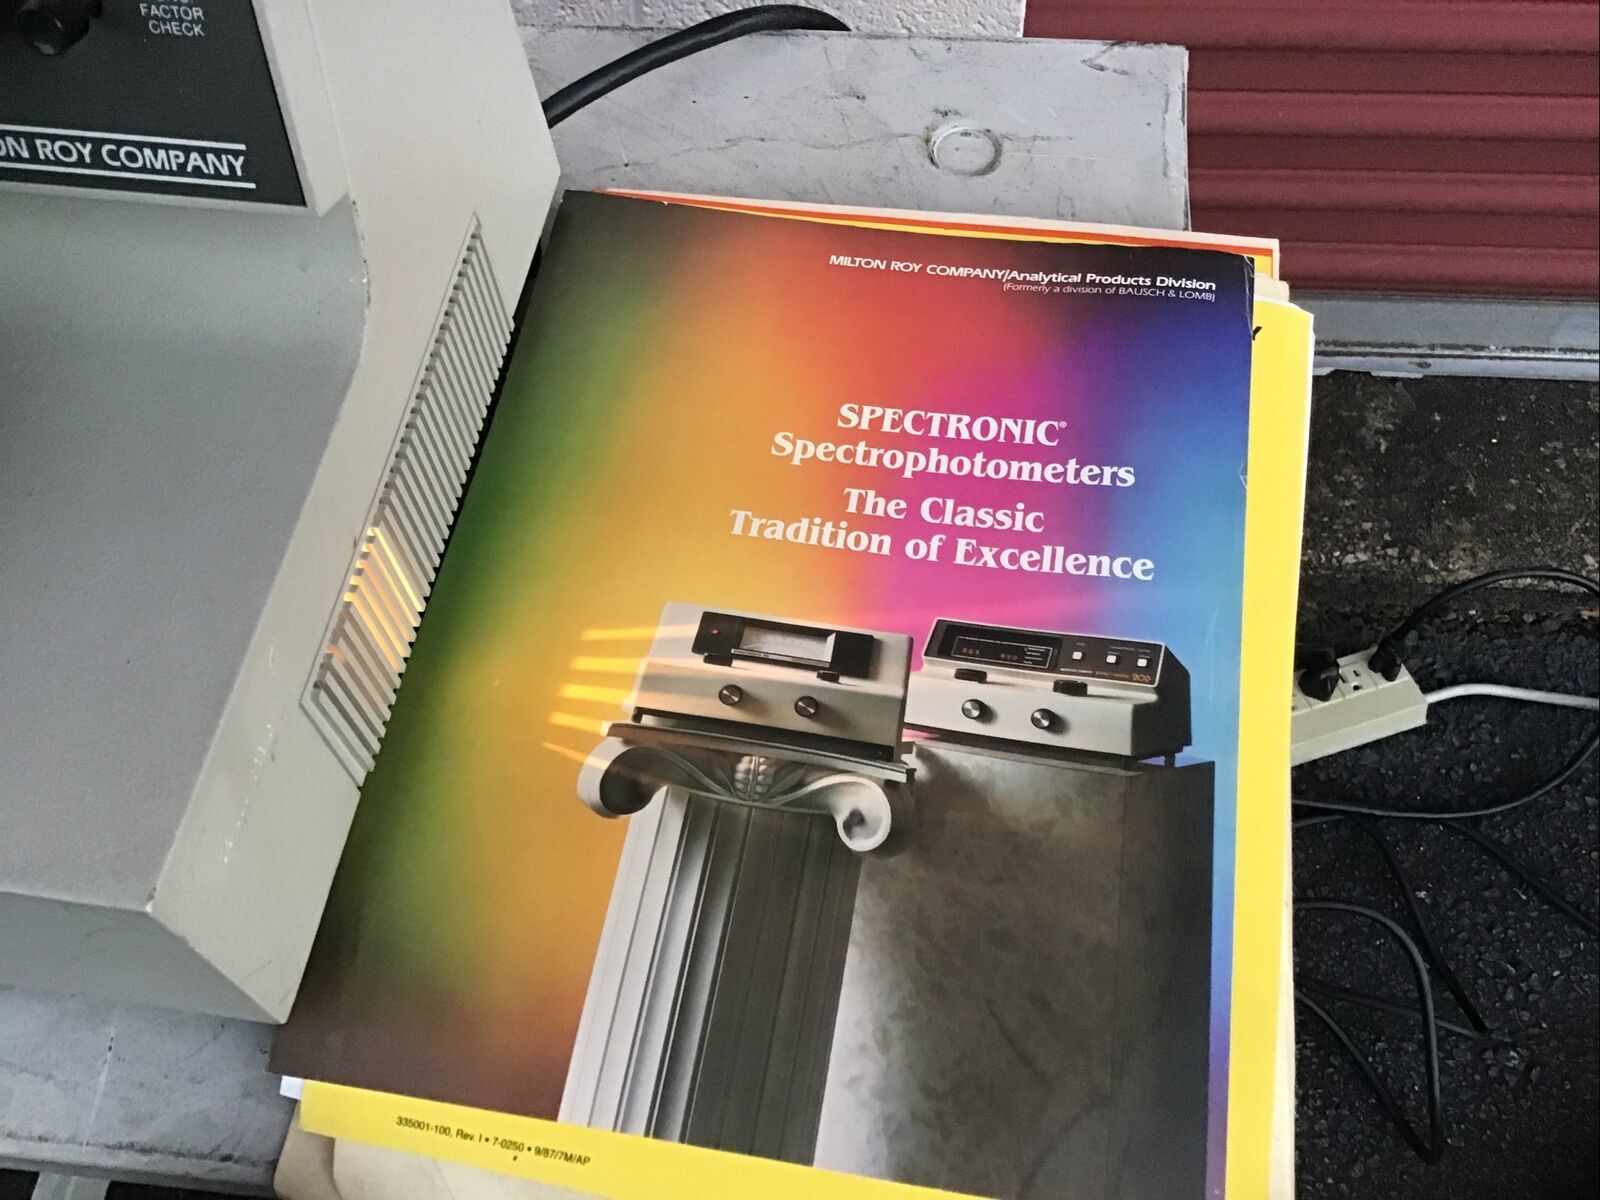 FACTOR
CHECK
ON ROY COMPANY
MILTON ROY COMPANY/Analytical Products Division
(Formerly a division of BAUSCH & LOMB)
SPECTRONIC®
Spectrophotometers
The Classic
Tradition of Excellence
335001-100, Rev. I • 7-0250 • 9/87/7M/AP